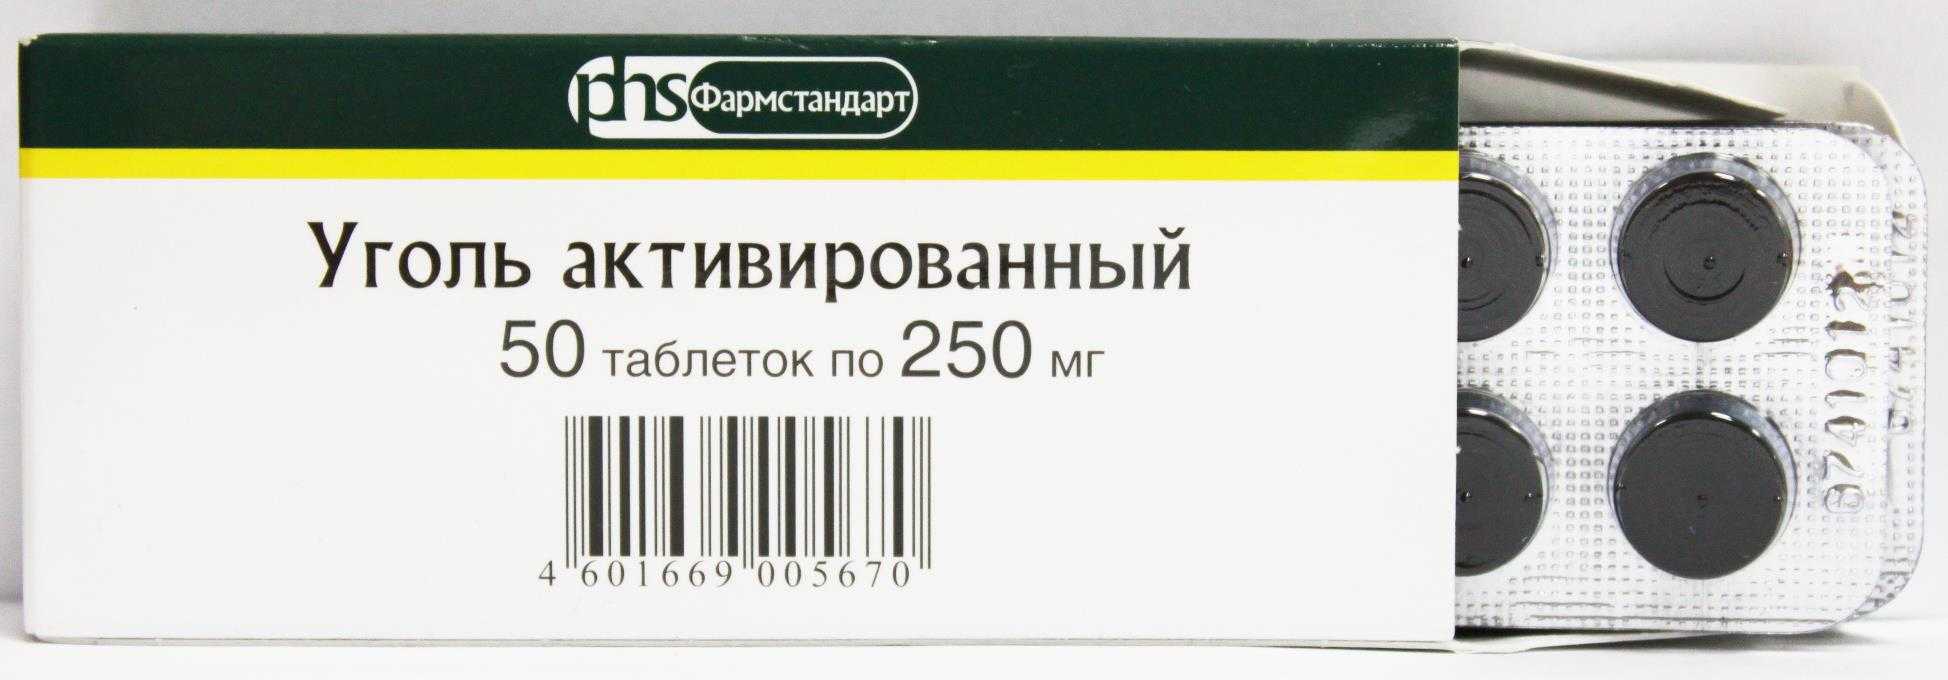 phs Фармстандарт
Уголь активированный
50 таблеток по 250 мг
4 601669 005670